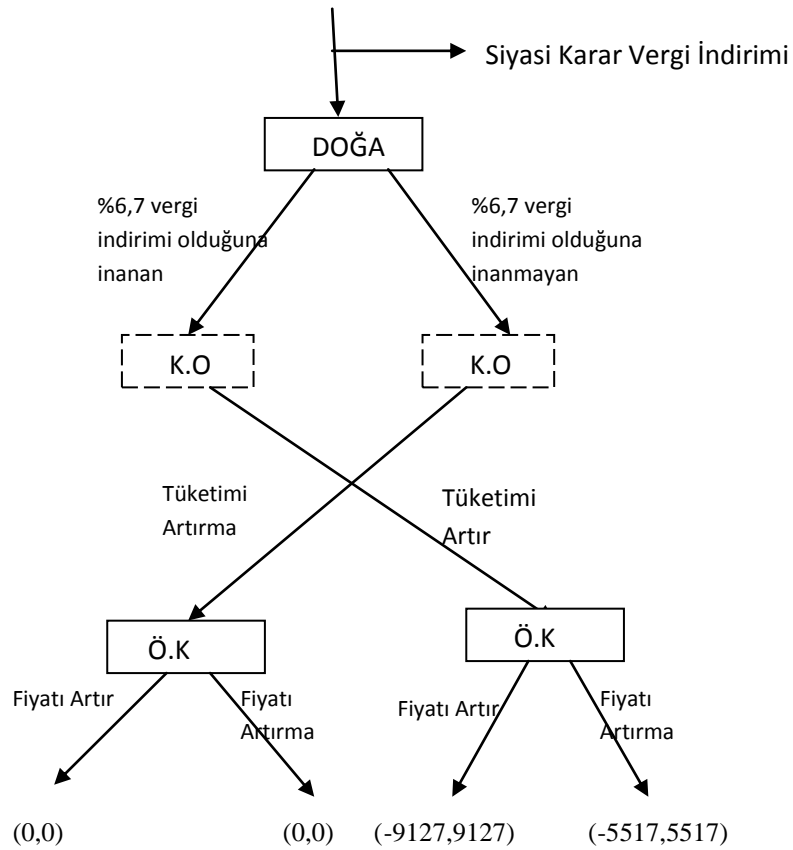 Siyasi Karar Vergi İndirimi
DOĞA
%6,7 vergi
indirimi olduğuna
inanan
%6,7 vergi
indirimi olduğuna
inanmayan
K.O
K.O
Tüketimi
Artırma
Tüketimi
Artır
Ö.K
Ö.K
Fiyatı Artır
Fiyatı
Artırma
Fiyatı Artır
Fiyatı
Artırma
(0,0)
(0,0)
(-9127,9127)
(-5517,5517)